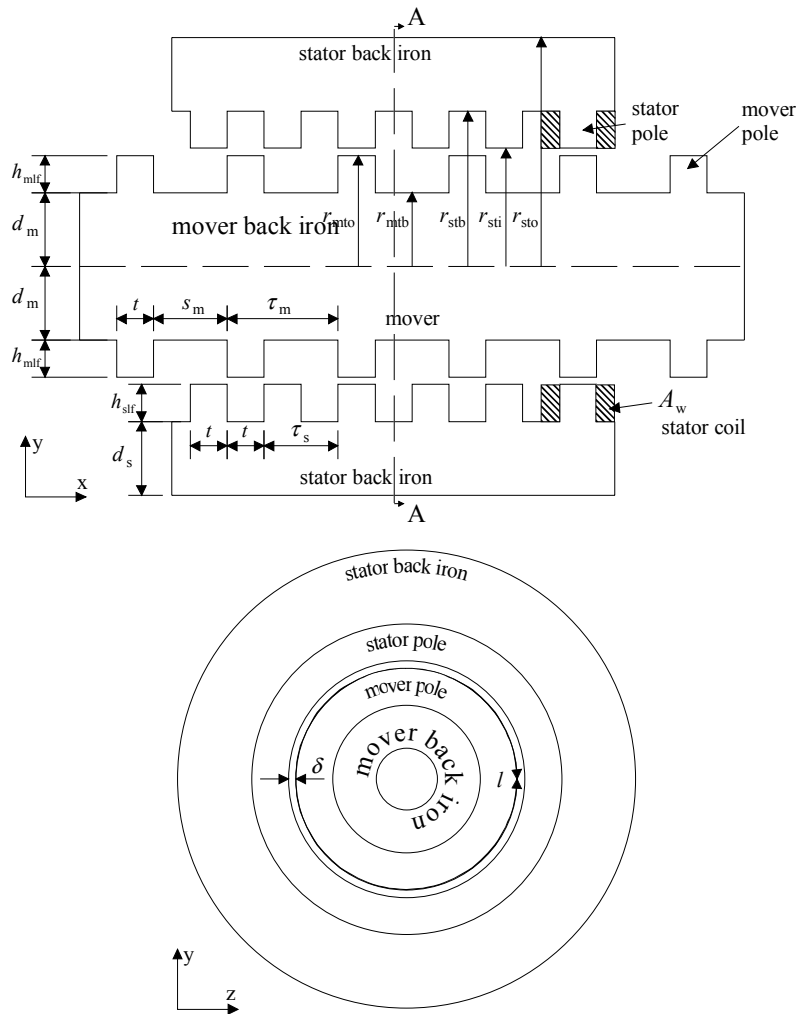 A
stator back iron
stator
pole
mover
pole
h_mlf
d_m
mover back iron
r_mto
r_mtb
r_stb
r_sti
r_sto
d_m
t
s_m
τ_m
mover
h_mlf
h_slf
A_w
stator coil
t
t
τ_s
d_s
stator back iron
y
x
A
stator back iron
stator pole
mover pole
mover back iron
δ
l
y
z